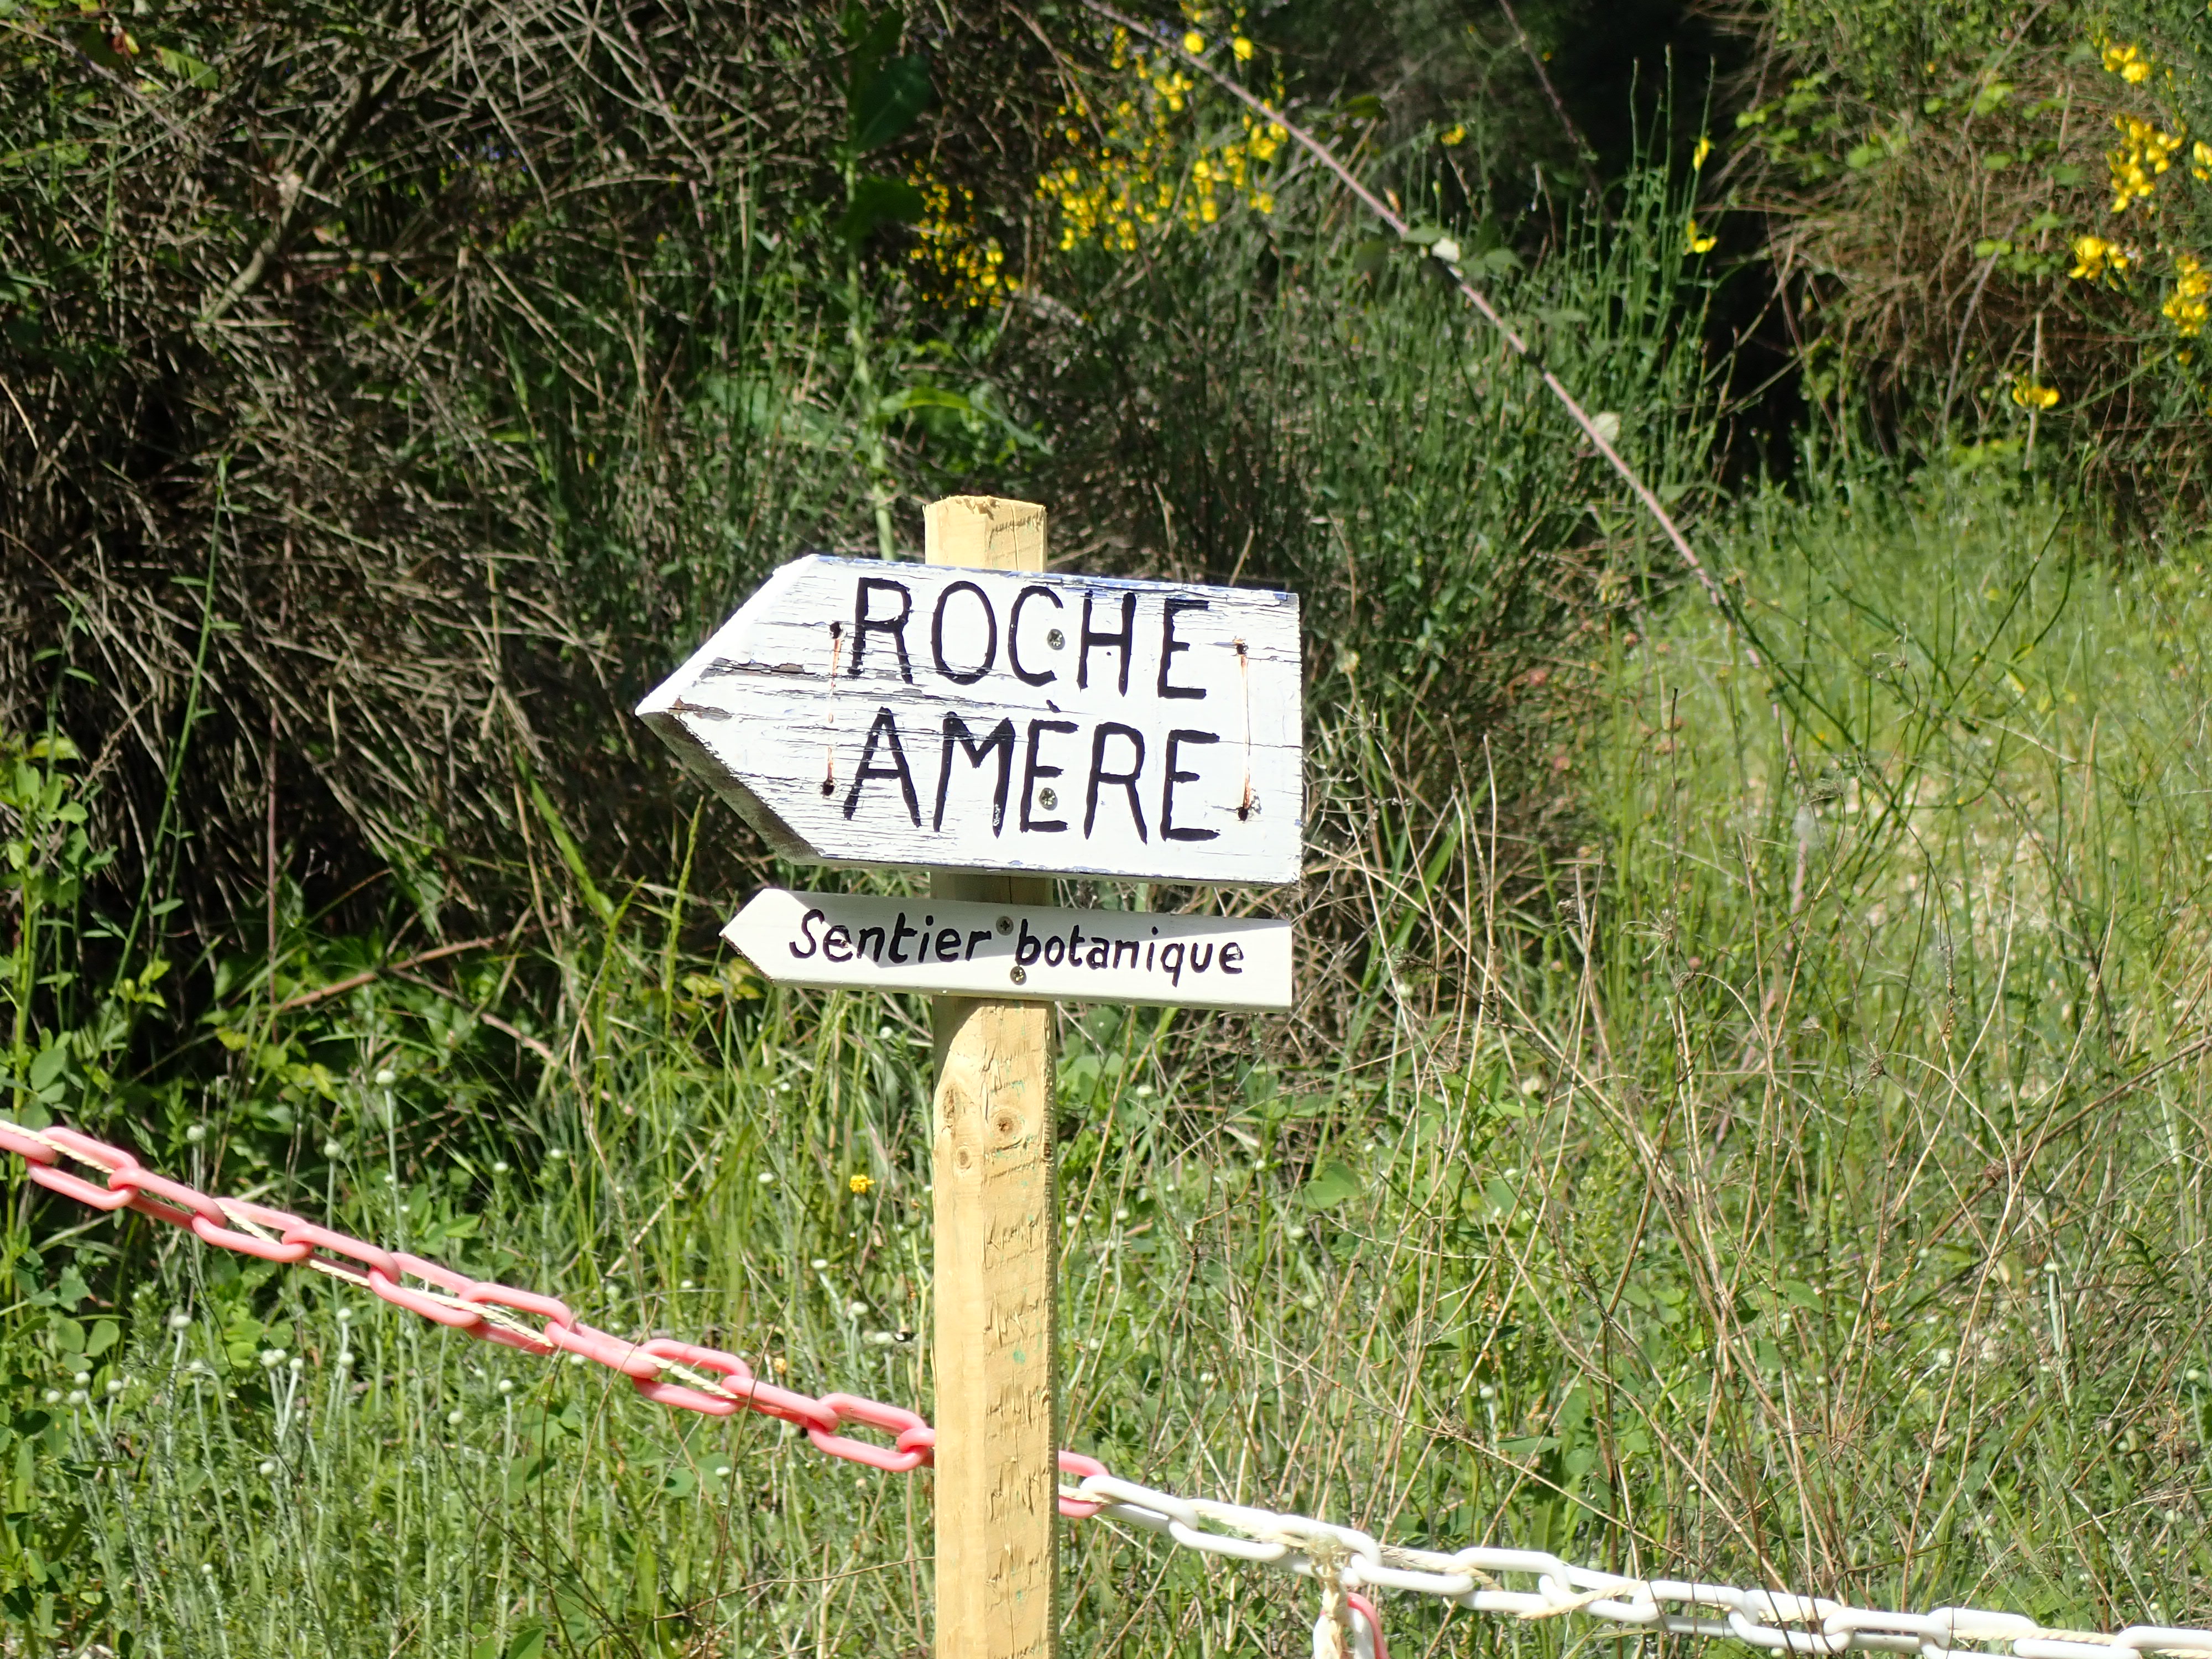 ROCHE
AMÈRE
Sentier botanique